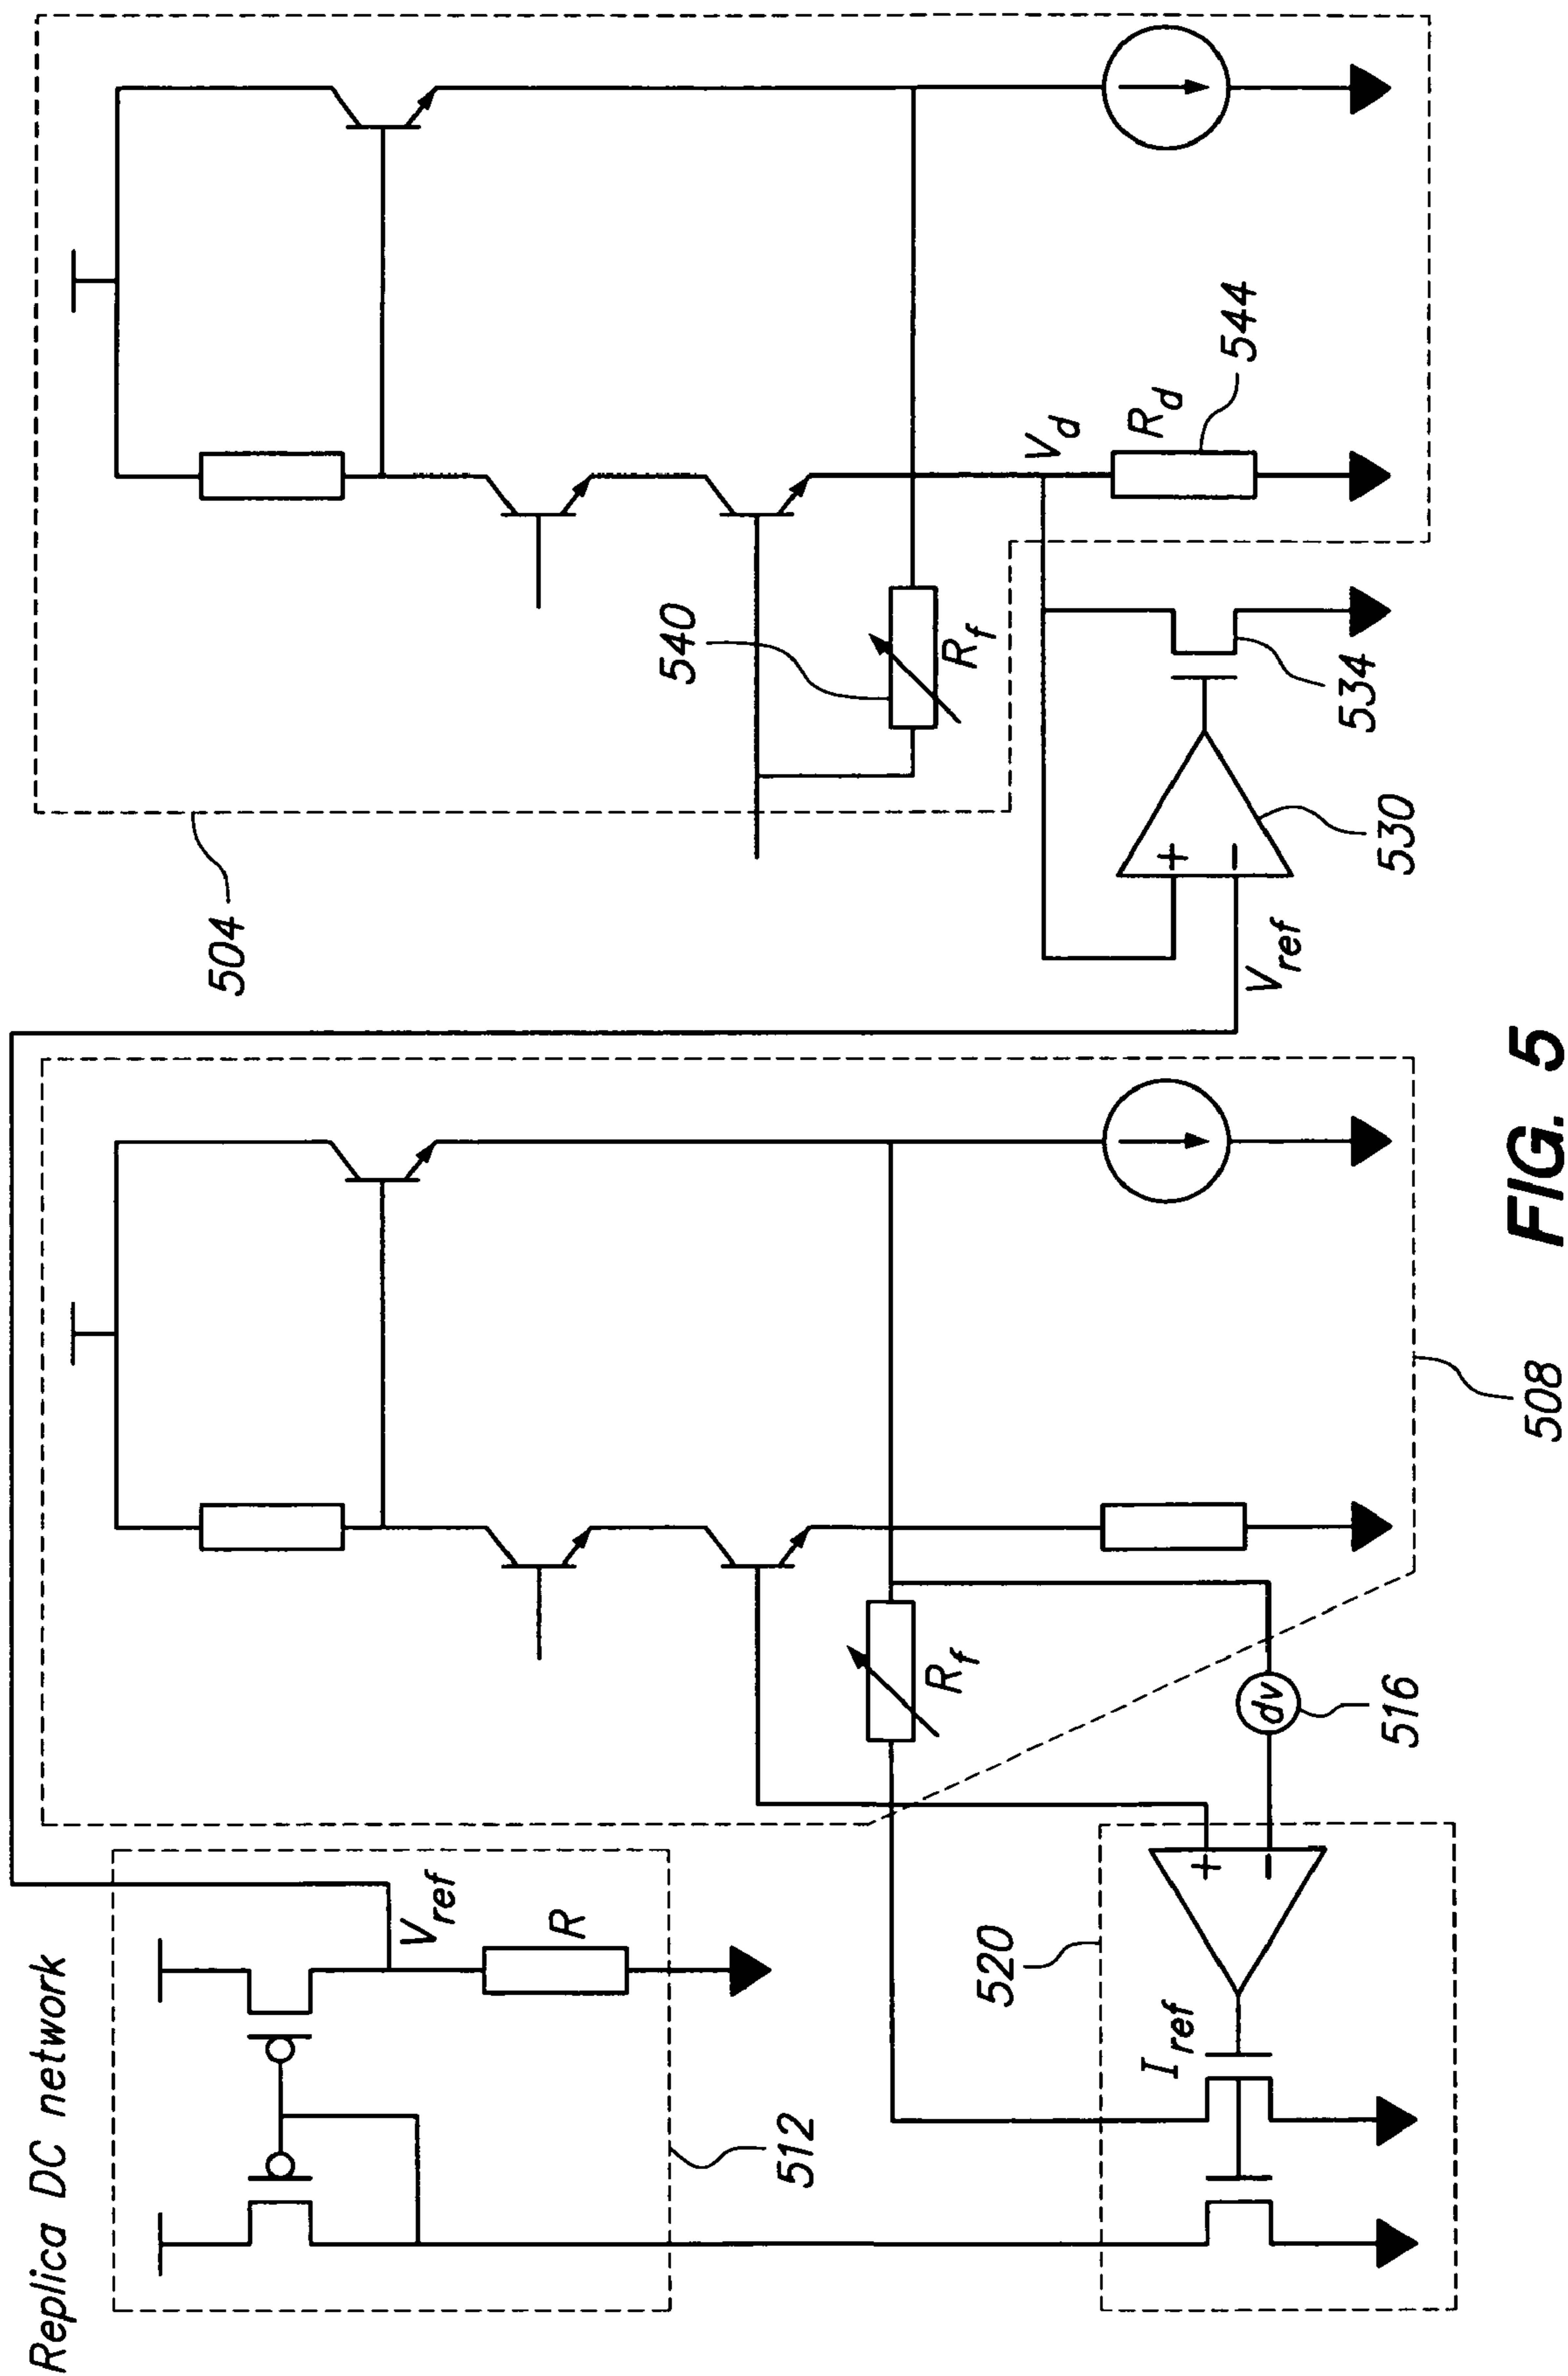 Replica DC network
V_ref
R
512
520
I_ref
+
−
dv
516
R_f
508
504
540
R_f
V_d
R_d
544
534
530
+
−
V_ref
FIG. 5